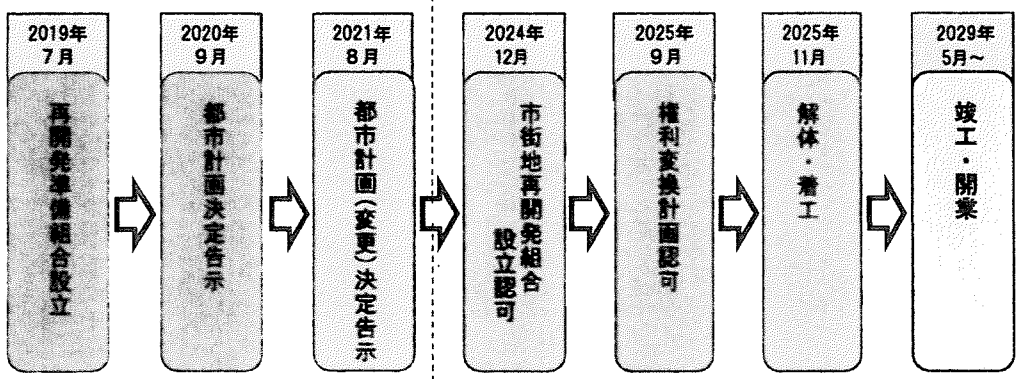 2019年
7月
再開発準備組合設立
2020年
9月
都市計画決定告示
2021年
8月
都市計画(変更)決定告示
2024年
12月
市街地再開発組合
設立認可
2025年
9月
権利変換計画認可
2025年
11月
解体・着工
2029年
5月~
竣工・開業